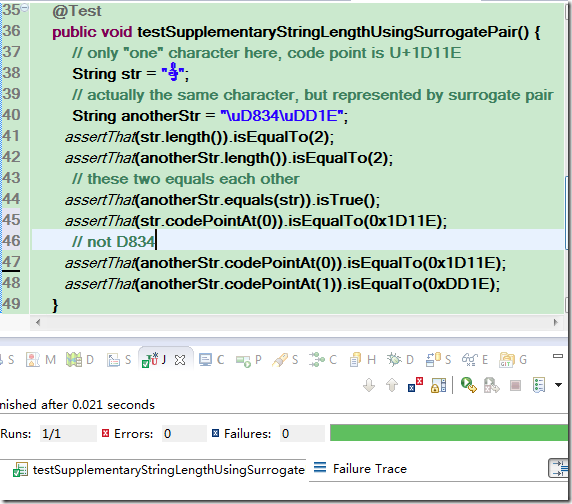 35 @Test
36 public void testSupplementaryStringLengthUsingSurrogatePair() {
37 // only "one" character here, code point is U+1D11E
38 String str = "𝄞";
39 // actually the same character, but represented by surrogate pair
40 String anotherStr = "\uD834\uDD1E";
41 assertThat(str.length()).isEqualTo(2);
42 assertThat(anotherStr.length()).isEqualTo(2);
43 // these two equals each other
44 assertThat(anotherStr.equals(str)).isTrue();
45 assertThat(str.codePointAt(0)).isEqualTo(0x1D11E);
46 // not D834
47 assertThat(anotherStr.codePointAt(0)).isEqualTo(0x1D11E);
48 assertThat(anotherStr.codePointAt(1)).isEqualTo(0xDD1E);
49 }
S M D S J C P S C H D S E G
nished after 0.021 seconds
Runs: 1/1 Errors: 0 Failures: 0
testSupplementaryStringLengthUsingSurrogate Failure Trace